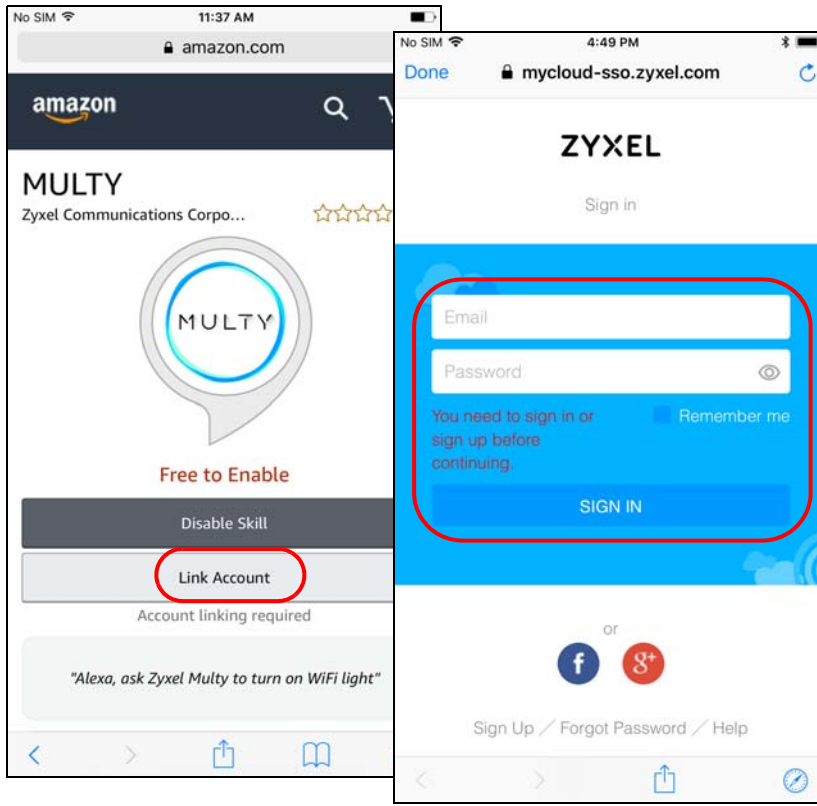 No SIM 11:37 AM
amazon.com
amazon
MULTY
Zyxel Communications Corpo...
MULTY
Free to Enable
Disable Skill
Link Account
Account linking required
"Alexa, ask Zyxel Multy to turn on WiFi light"
No SIM 4:49 PM
Done mycloud-sso.zyxel.com
ZYXEL
Sign in
Email
Password
You need to sign in or
sign up before
continuing.
Remember me
SIGN IN
or
f g+
Sign Up / Forgot Password / Help